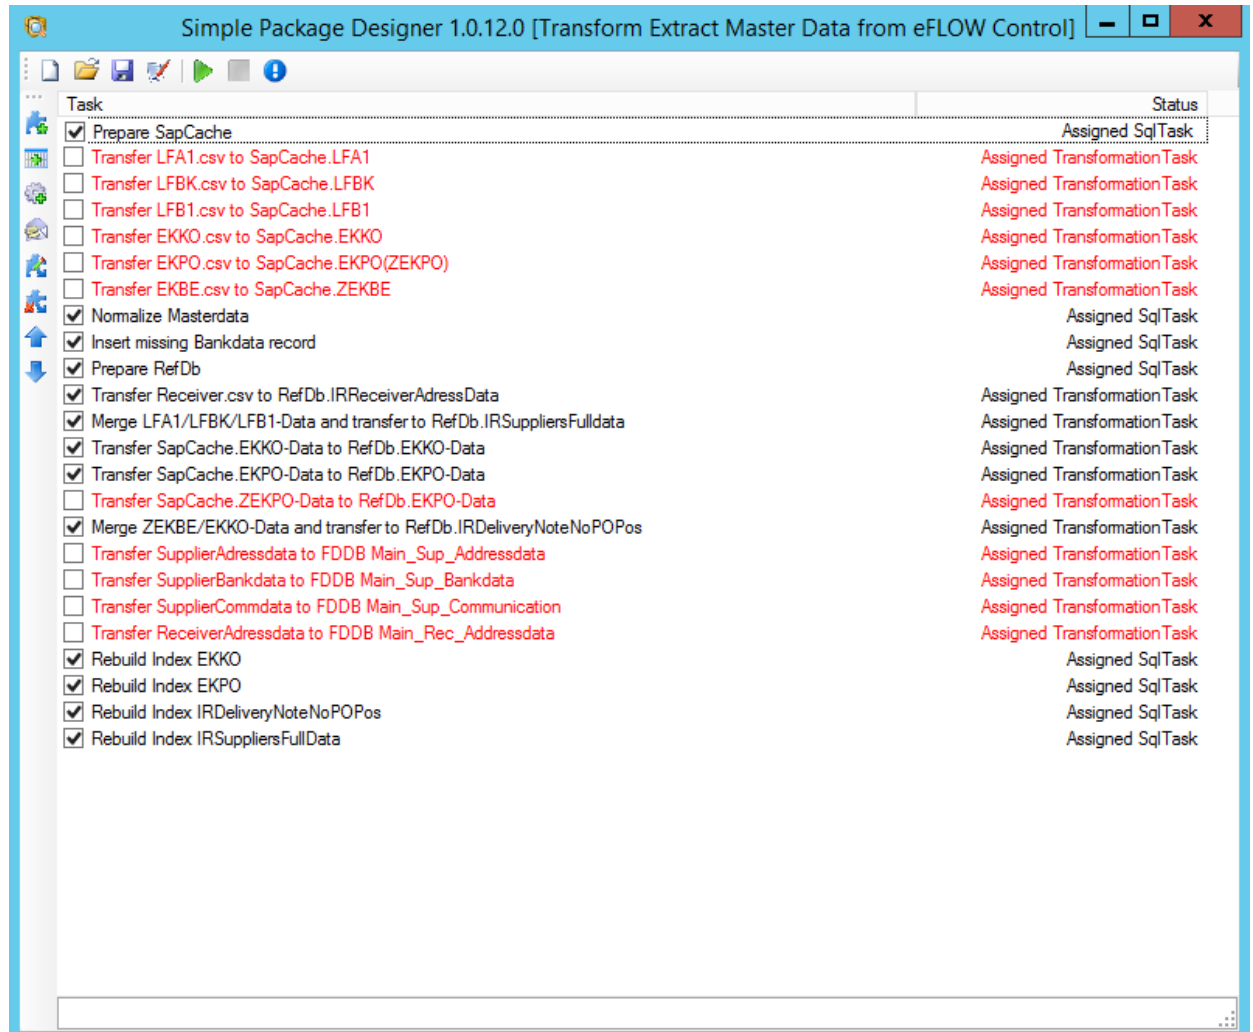 Simple Package Designer 1.0.12.0 [Transform Extract Master Data from eFLOW Control]
Task Status
Prepare SapCache Assigned SqlTask
Transfer LFA1.csv to SapCache.LFA1 Assigned TransformationTask
Transfer LFBK.csv to SapCache.LFBK Assigned TransformationTask
Transfer LFB1.csv to SapCache.LFB1 Assigned TransformationTask
Transfer EKKO.csv to SapCache.EKKO Assigned TransformationTask
Transfer EKPO.csv to SapCache.EKPO(ZEKPO) Assigned TransformationTask
Transfer EKBE.csv to SapCache.ZEKBE Assigned TransformationTask
Normalize Masterdata Assigned SqlTask
Insert missing Bankdata record Assigned SqlTask
Prepare RefDb Assigned SqlTask
Transfer Receiver.csv to RefDb.IRReceiverAdressData Assigned TransformationTask
Merge LFA1/LFBK/LFB1-Data and transfer to RefDb.IRSuppliersFulldata Assigned TransformationTask
Transfer SapCache.EKKO-Data to RefDb.EKKO-Data Assigned TransformationTask
Transfer SapCache.EKPO-Data to RefDb.EKPO-Data Assigned TransformationTask
Transfer SapCache.ZEKPO-Data to RefDb.EKPO-Data Assigned TransformationTask
Merge ZEKBE/EKKO-Data and transfer to RefDb.IRDeliveryNoteNoPOPos Assigned TransformationTask
Transfer SupplierAdressdata to FDDB Main_Sup_Addressdata Assigned TransformationTask
Transfer SupplierBankdata to FDDB Main_Sup_Bankdata Assigned TransformationTask
Transfer SupplierCommdata to FDDB Main_Sup_Communication Assigned TransformationTask
Transfer ReceiverAdressdata to FDDB Main_Rec_Addressdata Assigned TransformationTask
Rebuild Index EKKO Assigned SqlTask
Rebuild Index EKPO Assigned SqlTask
Rebuild Index IRDeliveryNoteNoPOPos Assigned SqlTask
Rebuild Index IRSuppliersFullData Assigned SqlTask